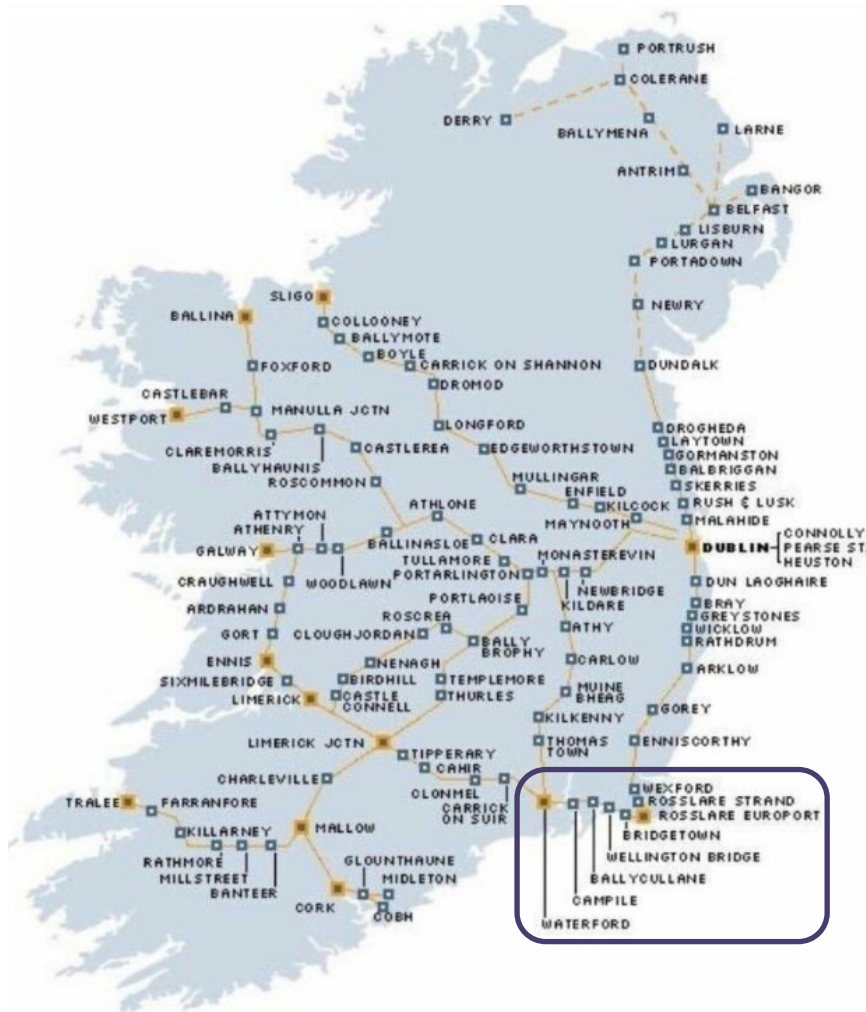 PORTRUSH
COLERANE
DERRY
BALLYMENA
LARNE
ANTRIM
BANGOR
BELFAST
LISBURN
LURGAN
PORTADOWN
SLIGO
NEWRY
BALLINA
COLLOONEY
BALLYMOTE
BOYLE
FOXFORD
CARRICK ON SHANNON
DUNDALK
DROMOD
CASTLEBAR
WESTPORT
MANULLA JCTN
LONGFORD
DROGHEDA
LAYTOWN
CLAREMORRIS
CASTLEREA
EDGEWORTHSTOWN
GORMANSTON
BALLYHAUNIS
BALBRIGGAN
ROSCOMMON
MULLINGAR
SKERRIES
ENFIELD
ATHLONE
KILCOCK
RUSH & LUSK
ATTYMON
MAYNOOTH
MALAHIDE
ATHENRY
CONNOLLY
GALWAY
BALLINASLOE
CLARA
DUBLIN
PEARSE ST.
TULLAMORE
MONASTEREVIN
HEUSTON
CRAUGHWELL
WOODLAWN
PORTARLINGTON
NEWBRIDGE
DUN LAOGHAIRE
PORTLAOISE
KILDARE
ARDRAHAN
BRAY
ROSCREA
GREYSTONES
GORT
CLOUGHJORDAN
ATHY
WICKLOW
BALLY
BROPHY
RATHDRUM
ENNIS
NENAGH
CARLOW
ARKLOW
SIXMILEBRIDGE
BIRDHILL
TEMPLEMORE
LIMERICK
CASTLE
CONNELL
THURLES
MUINE
BHEAG
GOREY
KILKENNY
LIMERICK JCTN
THOMAS
TOWN
ENNISCORTHY
TIPPERARY
CAHIR
CHARLEVILLE
CLONMEL
CARRICK
ON SUIR
WEXFORD
TRALEE
FARRANFORE
ROSSLARE STRAND
ROSSLARE EUROPORT
KILLARNEY
MALLOW
BRIDGETOWN
RATHMORE
GLOUNTHAUNE
WELLINGTON BRIDGE
MILLSTREET
MIDLETON
BALLYCULLANE
BANTEER
CAMPILE
CORK
COBH
WATERFORD